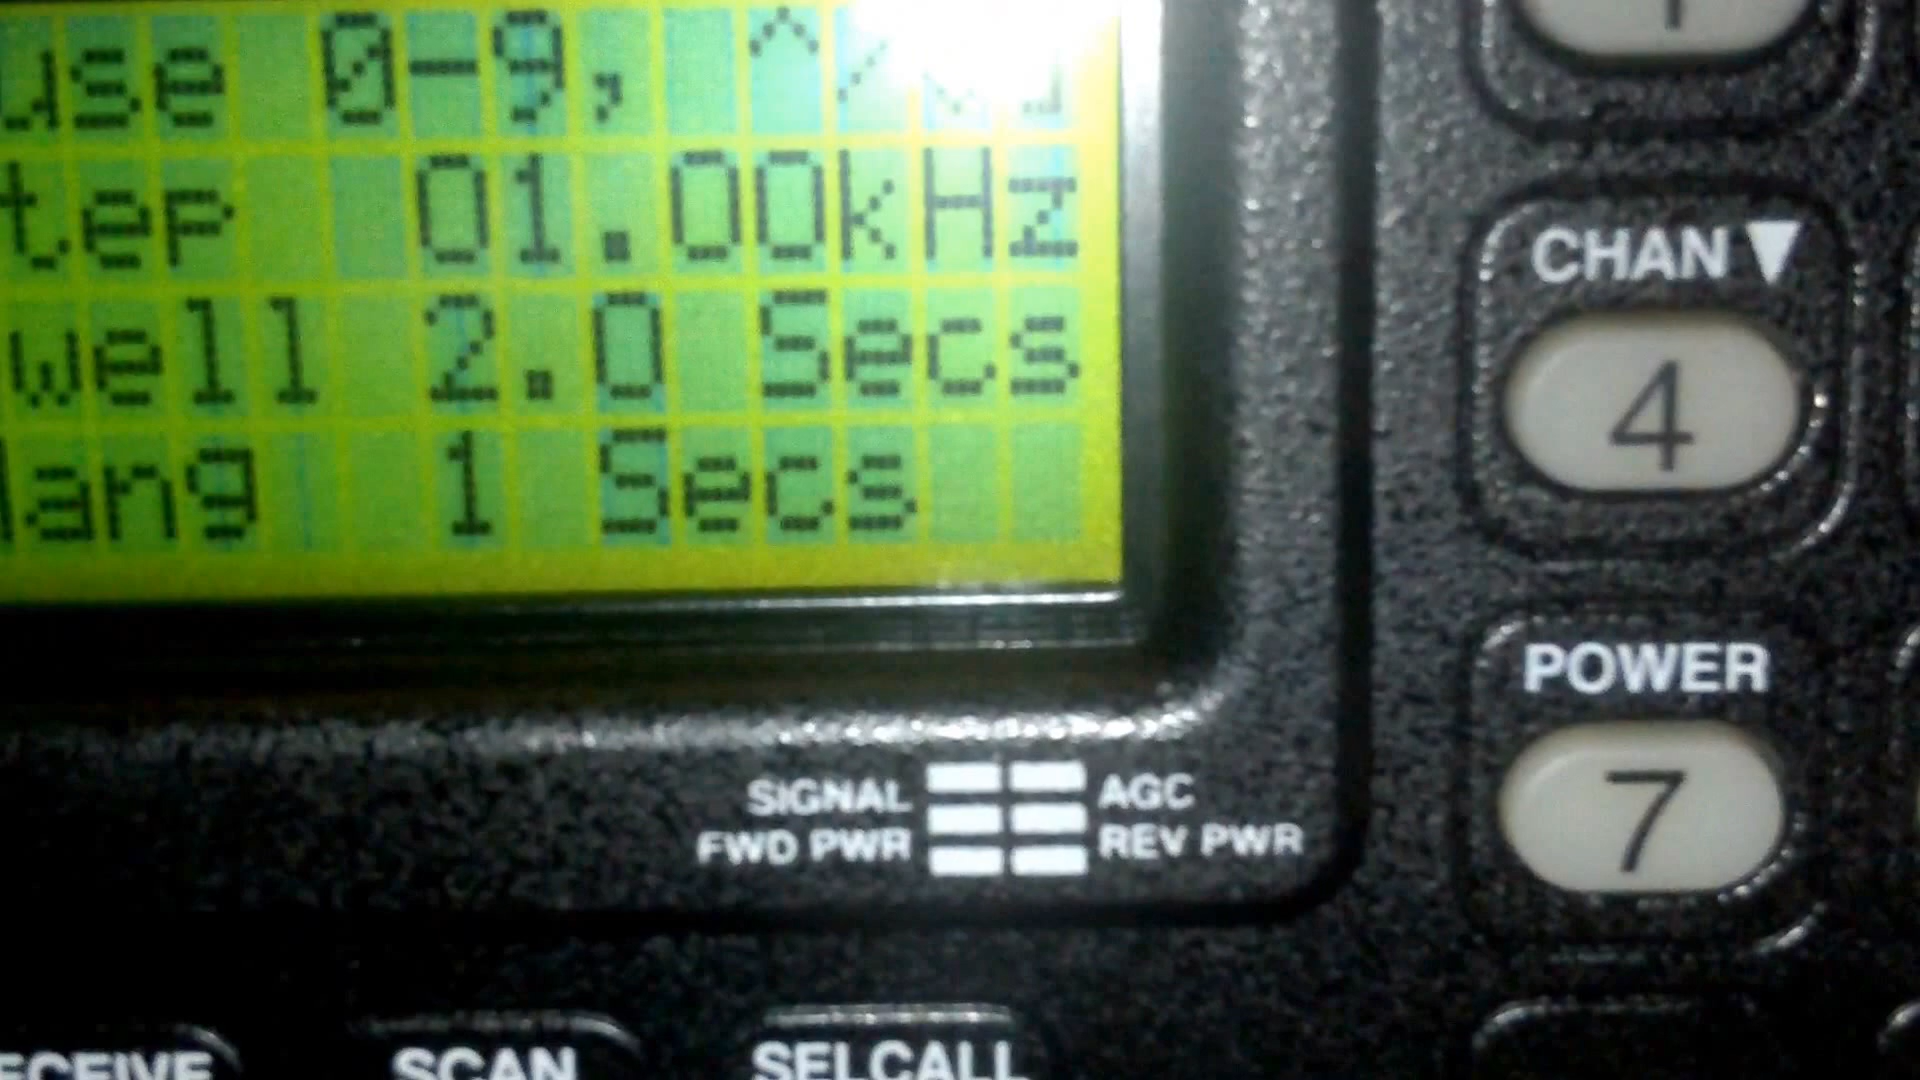 use 0-9, ^/
tep 01.00kHz
well 2.0 Secs
ang 1 Secs
CHAN ▼
4
POWER
7
SIGNAL AGC
FWD PWR REV PWR
ECEIVE SCAN SELCALL